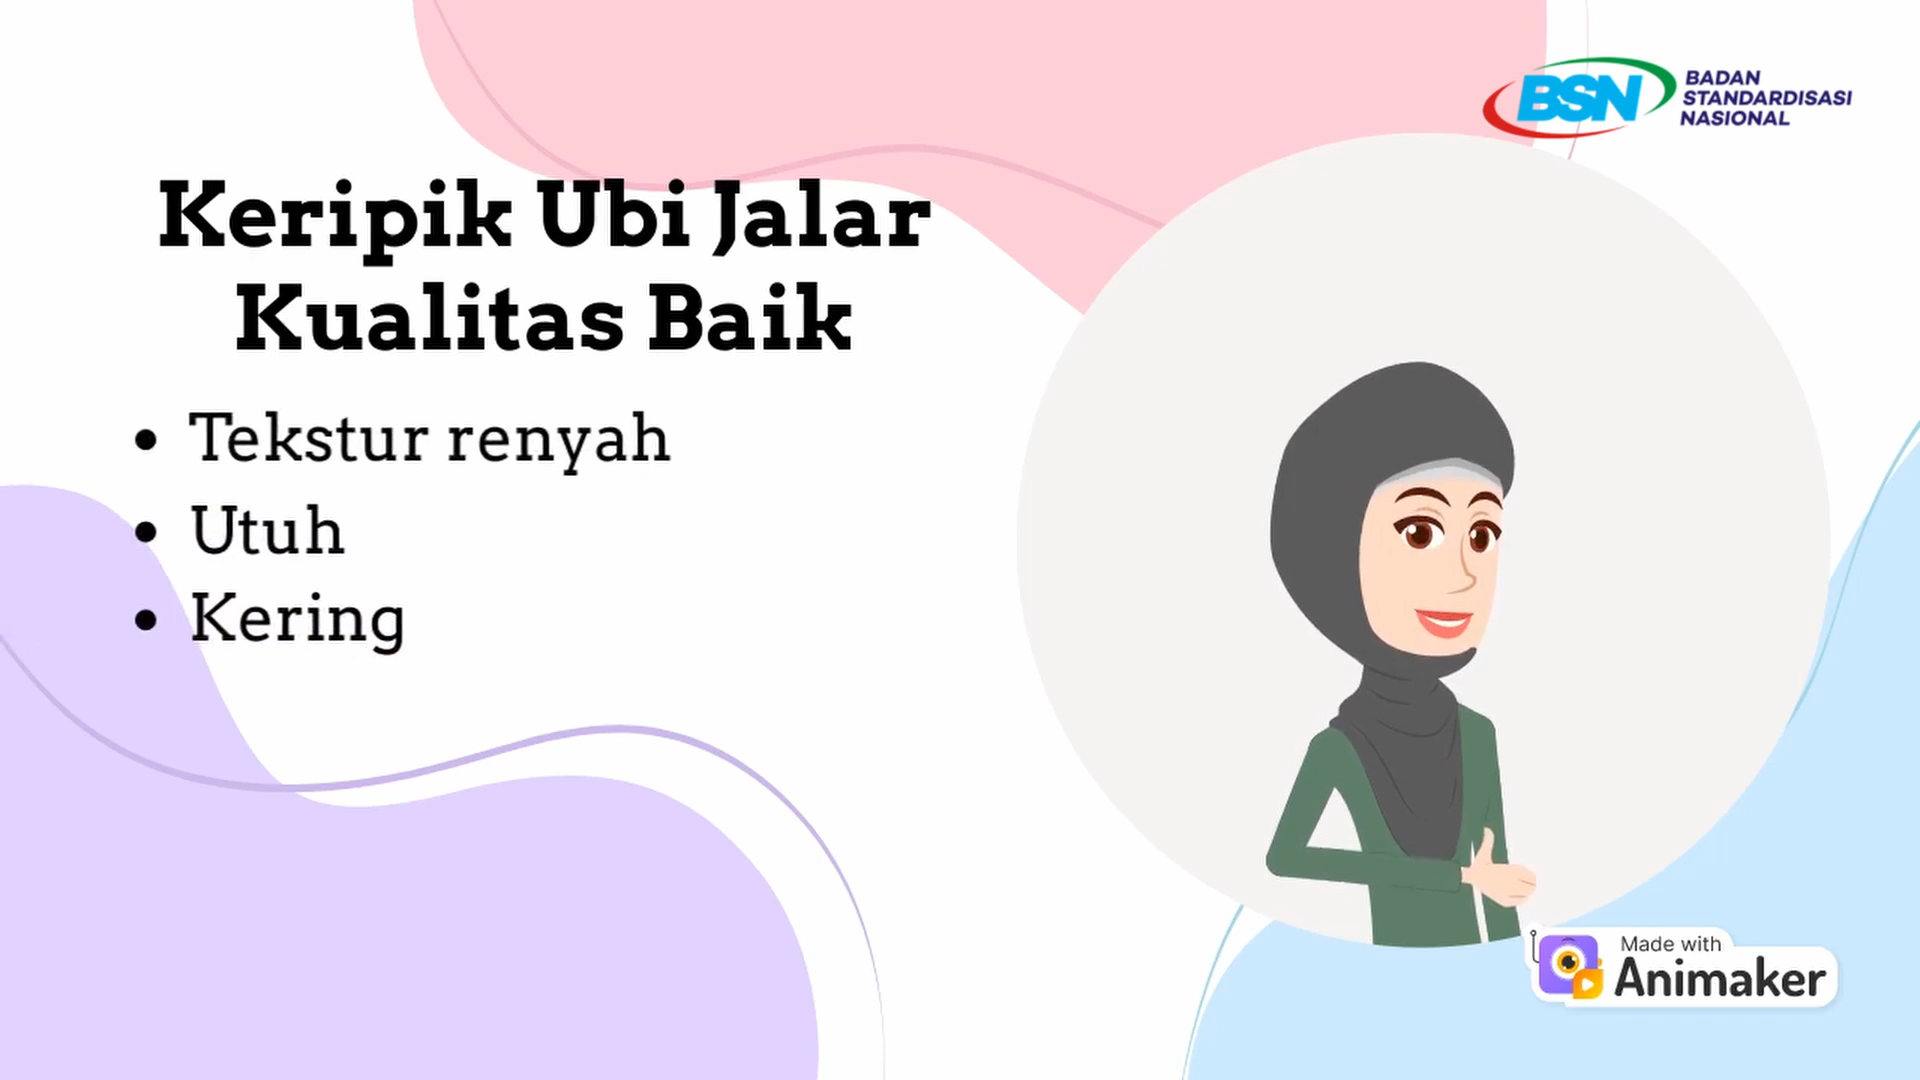 BSN
BADAN
STANDARDISASI
NASIONAL
Keripik Ubi Jalar
Kualitas Baik
• Tekstur renyah
• Utuh
• Kering
Made with
Animaker